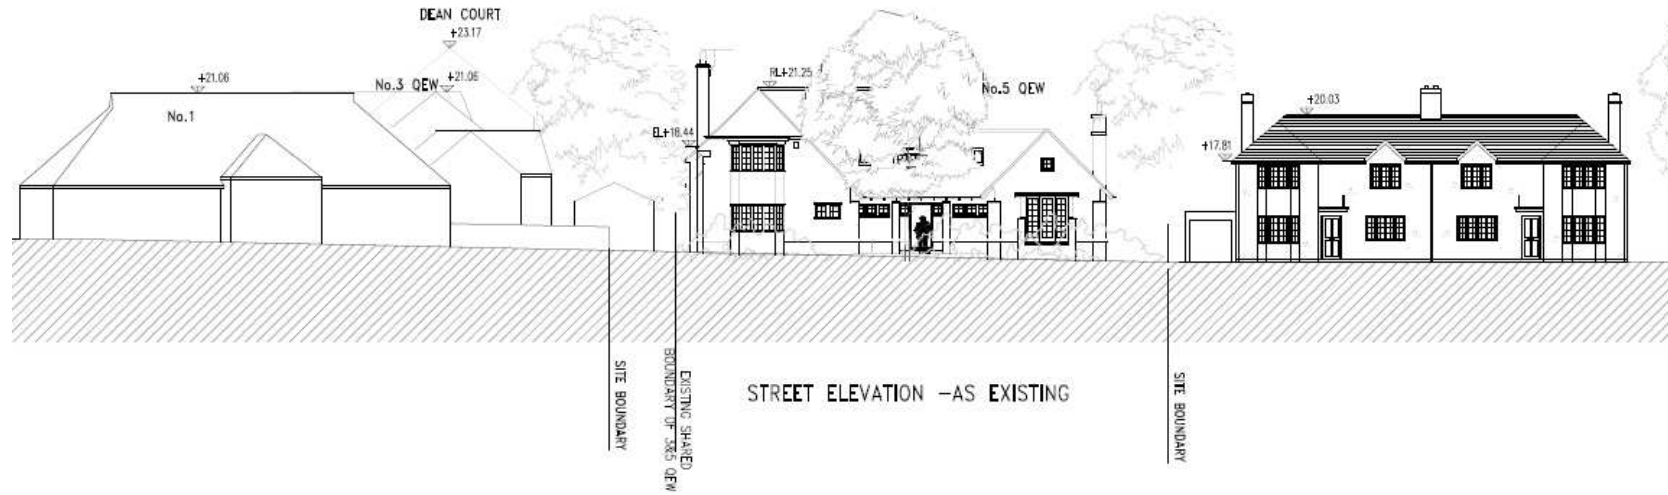 DEAN COURT
+23.17
+21.06
No.3 QEW
+21.06
No.1
RL+21.25
No.5 QEW
EL+18.44
+20.03
+17.81
SITE BOUNDARY
EXISTING SHARED
BOUNDARY OF 3&5 QEW
STREET ELEVATION -AS EXISTING
SITE BOUNDARY